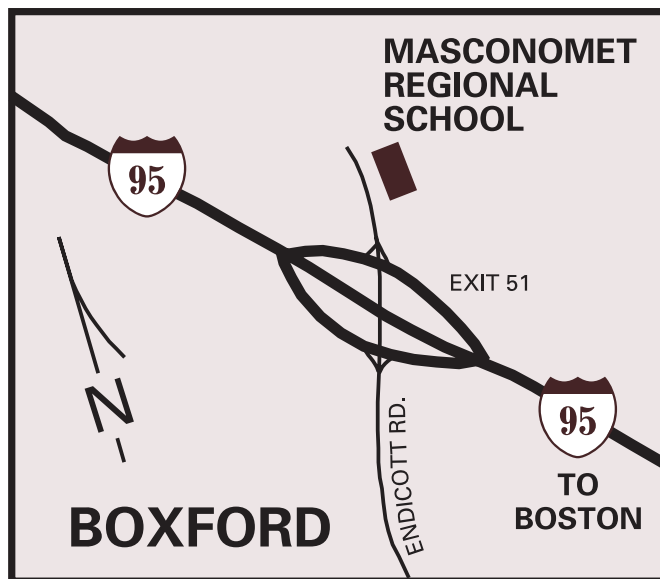 MASCONOMET
REGIONAL
SCHOOL
95
EXIT 51
N
ENDICOTT RD.
95
TO
BOSTON
BOXFORD